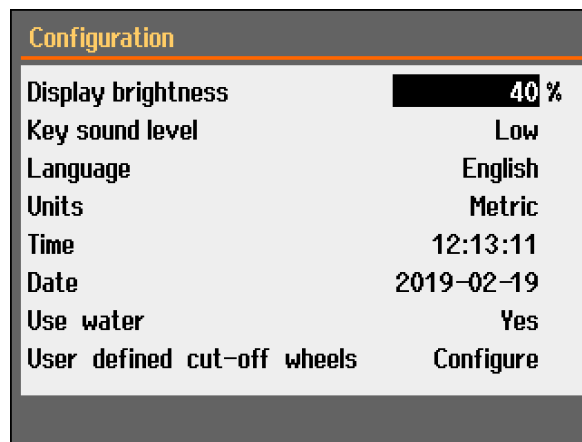 Configuration
Display brightness 40 %
Key sound level Low
Language English
Units Metric
Time 12:13:11
Date 2019-02-19
Use water Yes
User defined cut-off wheels Configure